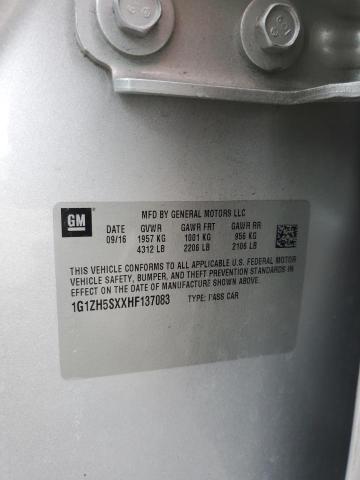 GM
MFD BY GENERAL MOTORS LLC
DATE GVWR GAWR FRT GAWR RR
09/16 1957 KG 1001 KG 956 KG
4312 LB 2206 LB 2106 LB
THIS VEHICLE CONFORMS TO ALL APPLICABLE U.S. FEDERAL MOTOR
VEHICLE SAFETY, BUMPER, AND THEFT PREVENTION STANDARDS IN
EFFECT ON THE DATE OF MANUFACTURE SHOWN ABOVE.
1G1ZH5SXXHF137083 TYPE: PASS CAR